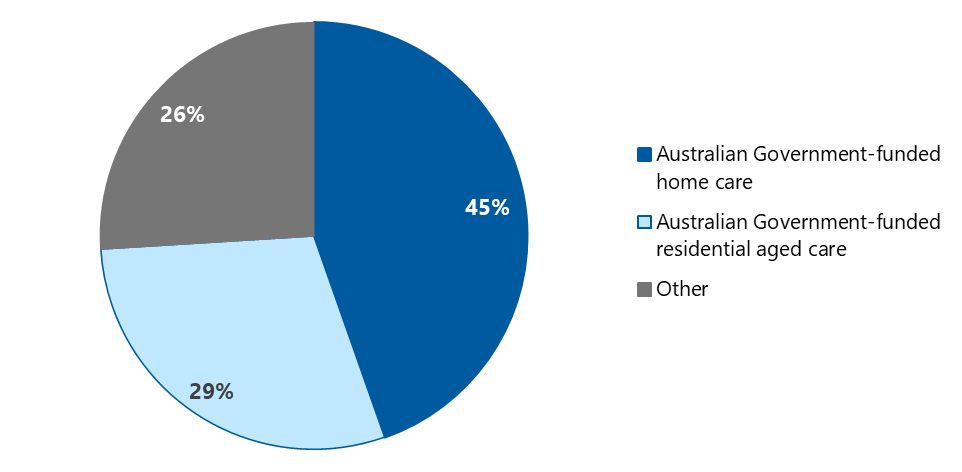 26%
45%
29%
Australian Government-funded
home care
Australian Government-funded
residential aged care
Other